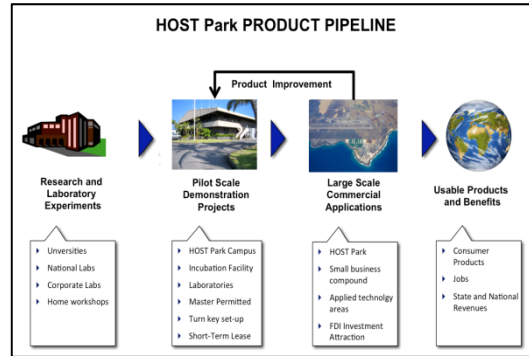 HOST Park PRODUCT PIPELINE
Product Improvement
Research and
Laboratory
Experiments
Pilot Scale
Demonstration
Projects
Large Scale
Commercial
Applications
Usable Products
and Benefits
Unversities
National Labs
Corporate Labs
Home workshops
HOST Park Campus
Incubation Facility
Laboratories
Master Permitted
Turn key set-up
Short-Term Lease
HOST Park
Small business
compound
Applied technolgy
areas
FDI Investment
Attraction
Consumer
Products
Jobs
State and National
Revenues